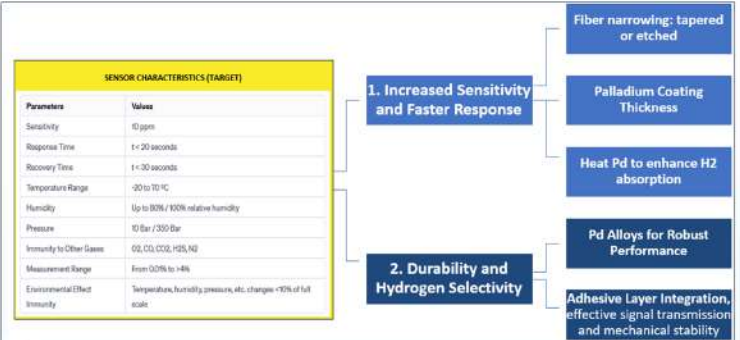 SENSOR CHARACTERISTICS (TARGET)
Parameters Values
Sensitivity 10 ppm
Response Time t < 20 seconds
Recovery Time t < 30 seconds
Temperature Range -20 to 70 ºC
Humidity Up to 80% / 100% relative humidity
Pressure 10 Bar / 350 Bar
Immunity to Other Gases O2, CO, CO2, H2S, N2
Measurement Range From 0.01% to >4%
Environmental Effect Temperature, humidity, pressure, etc. changes <10% of full
Immunity scale
1. Increased Sensitivity
and Faster Response
2. Durability and
Hydrogen Selectivity
Fiber narrowing: tapered
or etched
Palladium Coating
Thickness
Heat Pd to enhance H2
absorption
Pd Alloys for Robust
Performance
Adhesive Layer Integration,
effective signal transmission
and mechanical stability